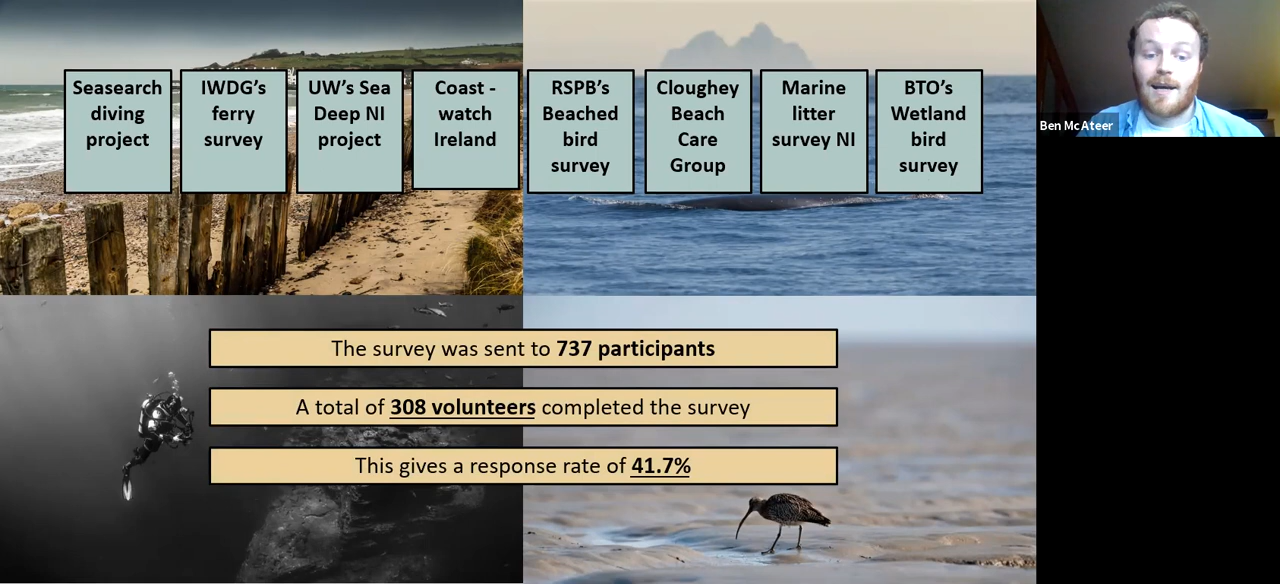 Seasearch
diving
project
IWDG's
ferry
survey
UW's Sea
Deep NI
project
Coast -
watch
Ireland
RSPB's
Beached
bird
survey
Cloughey
Beach
Care
Group
Marine
litter
survey NI
BTO's
Wetland
bird
survey
Ben McAteer
The survey was sent to 737 participants
A total of 308 volunteers completed the survey
This gives a response rate of 41.7%